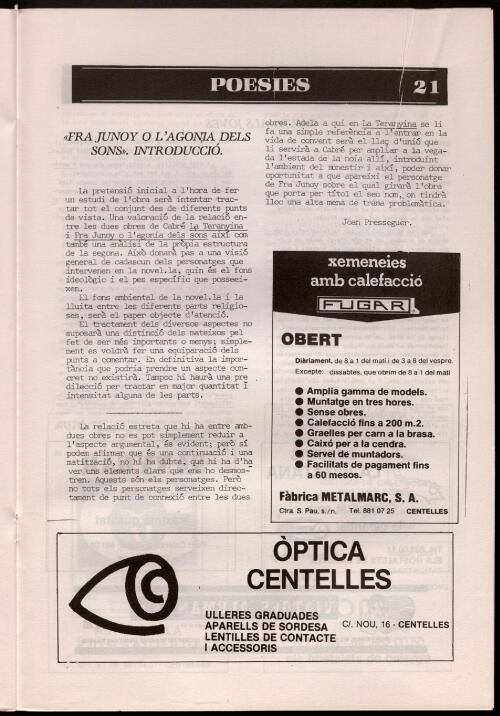 POESIES 21
«FRA JUNOY O L'AGONIA DELS
SONS». INTRODUCCIÓ.
La pretensió inicial a l'hora de fer
un estudi de l'obra serà intentar trac-
tar tot el conjunt des de diferents punts
de vista. Una valoració de la relació en-
tre les dues obres de Cabré La Teranyina
i Fra Junoy o l'agonia dels sons així com
també una anàlisi de la pròpia estructura
de la segona. Això donarà pas a una visió
general de cadascun dels personatges que
intervenen en la novel.la, quin és el fons
ideològic i el pes específic que posseei-
xen.
El fons ambiental de la novel.la i la
lluita entre les diferents parts religio-
ses, serà el paper objecte d'atenció.
El tractament dels diversos aspectes no
suposarà una distinció dels mateixos pel
fet de ser més importants o menys; simple-
ment es voldrà fer una equiparació dels
punts a comentar. En definitiva la impor-
tància que podria prendre un aspecte con-
cret no existirà. Tampoc hi haurà una pre
dilecció per tractar en major quantitat i
intensitat alguna de les parts.
La relació estreta que hi ha entre amb-
dues obres no es pot simplement reduir a
l'aspecte argumental, és evident; però sí
podem afirmar que és una continuació i una
matització, no hi ha dubte, que hi ha d'ha
ver uns elements clars que ens ho demos-
tren. Aquests són els personatges. Però
no tots els personatges serveixen direc-
tament de punt de connexió entre les dues
obres. Adela a qui en La Teranyina se li
fa una simple referència a l'entrar en la
vida de convent serà el llaç d'unió que
li servirà a Cabré per ampliar a la vega-
da l'estada de la noia allí, introduint
l'ambient del monestir i així, poder donar
oportunitat a que apareixi el personatge
de Fra Junoy sobre el qual girarà l'obra
que porta per títol el seu nom, on tindrà
lloc una alta mena de trena problemàtica.
Joan Presseguer.
xemeneies
amb calefacció
FUGAR
OBERT
Diàriament, de 8 a 1 del matí i de 3 a 8 del vespre.
Excepte: dissabtes, que obrim de 8 a 1 del matí
● Amplia gamma de models.
● Muntatge en tres hores.
● Sense obres.
● Calefacció fins a 200 m.2.
● Graelles per carn a la brasa.
● Caixó per a la cendra.
● Servei de muntadors.
● Facilitats de pagament fins
a 60 mesos.
Fàbrica METALMARC, S. A.
Ctra. S. Pau, s./n. Tel. 881 07 25 CENTELLES
ÒPTICA
CENTELLES
ULLERES GRADUADES
APARELLS DE SORDESA
LENTILLES DE CONTACTE
I ACCESSORIS
C/. NOU, 16 - CENTELLES